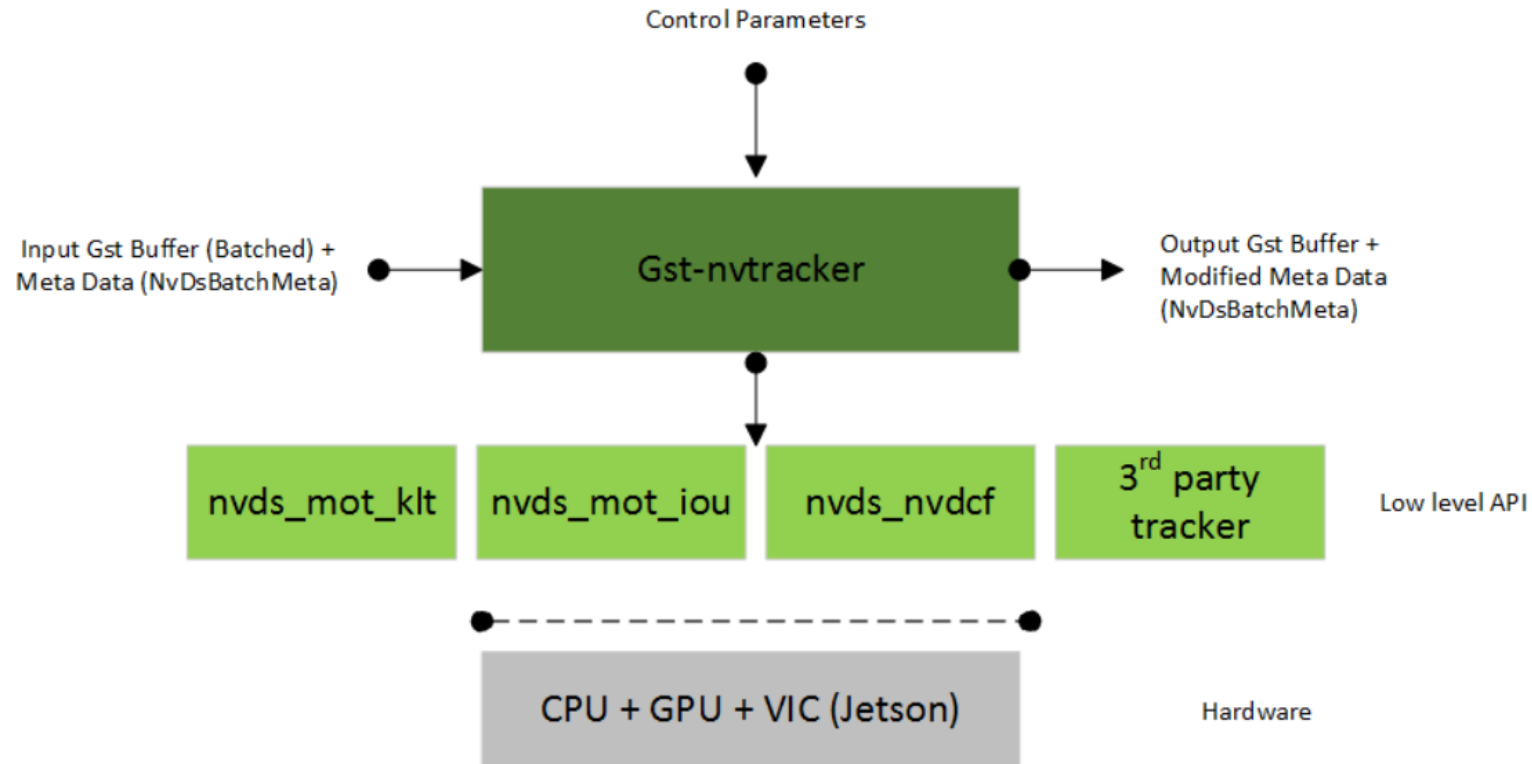 Control Parameters
Input Gst Buffer (Batched) +
Meta Data (NvDsBatchMeta)
Gst-nvtracker
Output Gst Buffer +
Modified Meta Data
(NvDsBatchMeta)
nvds_mot_klt
nvds_mot_iou
nvds_nvdcf
3rd party
tracker
Low level API
CPU + GPU + VIC (Jetson)
Hardware